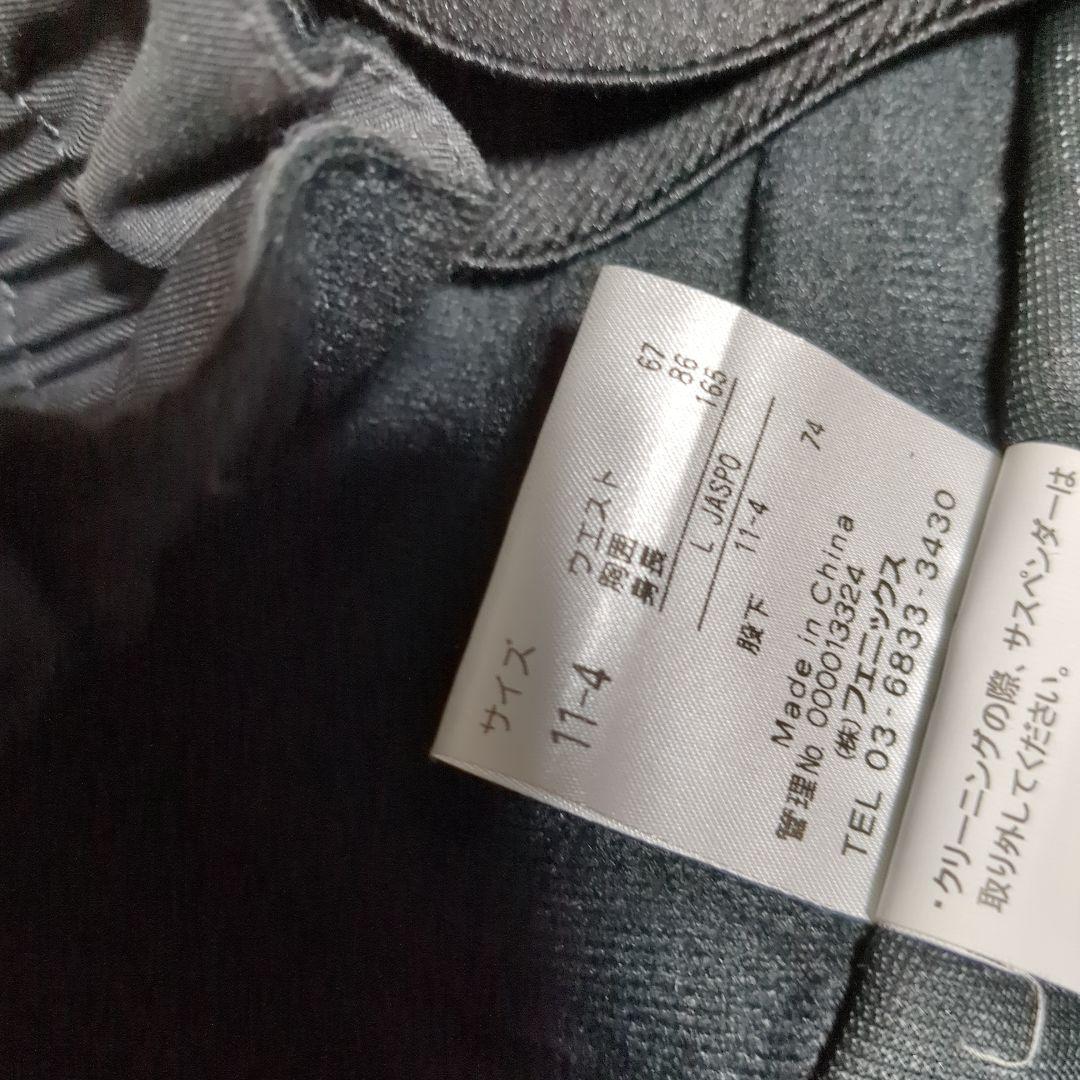 サイズ
11-4
ウエスト 67
胸囲 86
身長 165
L JASPO
11-4
股下 74
Made in China
管理No. 000013324
(株)フェニックス
TEL 03-6833-3430
・クリーニングの際、サスペンダーは
取り外してください。